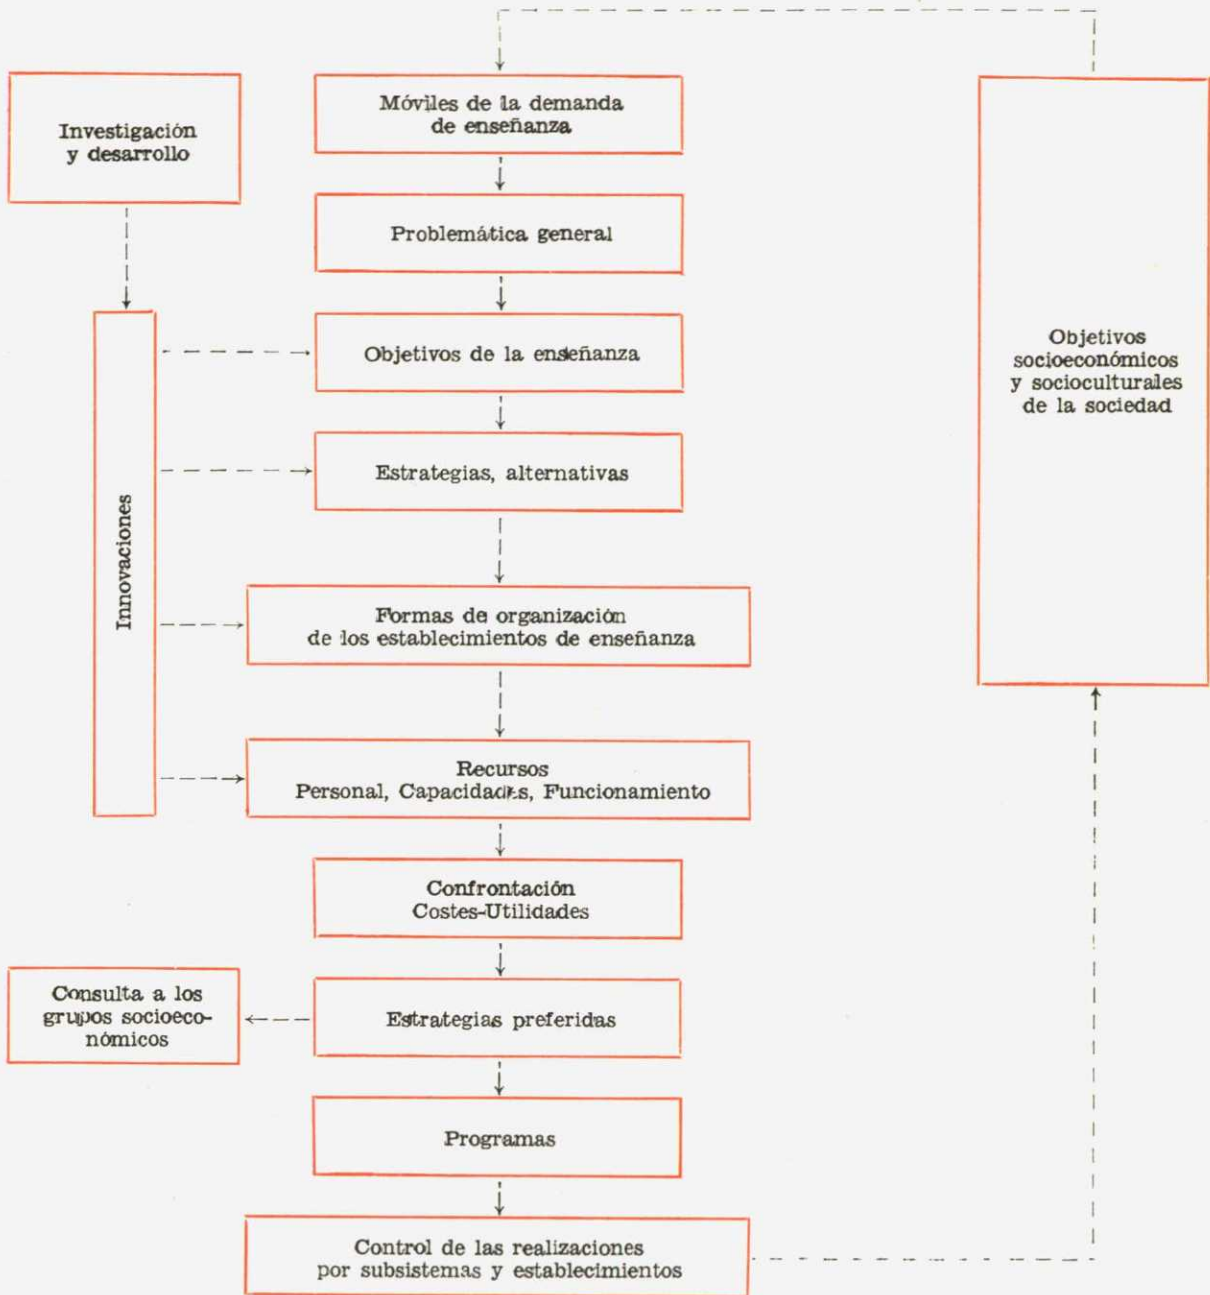 Móviles de la demanda
de enseñanza
Investigación
y desarrollo
Problemática general
Objetivos de la enseñanza
Objetivos
socioeconómicos
y socioculturales
de la sociedad
Estrategias, alternativas
Innovaciones
Formas de organización
de los establecimientos de enseñanza
Recursos
Personal, Capacidades, Funcionamiento
Confrontación
Costes-Utilidades
Consulta a los
grupos socioeco-
nómicos
Estrategias preferidas
Programas
Control de las realizaciones
por subsistemas y establecimientos